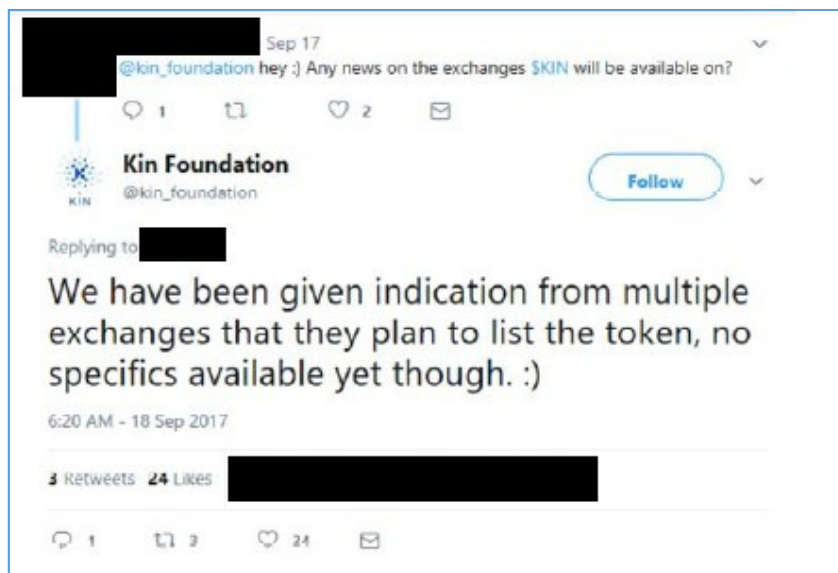 Sep 17
@kin_foundation hey :) Any news on the exchanges $KIN will be available on?
1 2
Kin Foundation
@kin_foundation
Follow
KIN
Replying to
We have been given indication from multiple
exchanges that they plan to list the token, no
specifics available yet though. :)
6:20 AM - 18 Sep 2017
3 Retweets 24 Likes
1 3 24